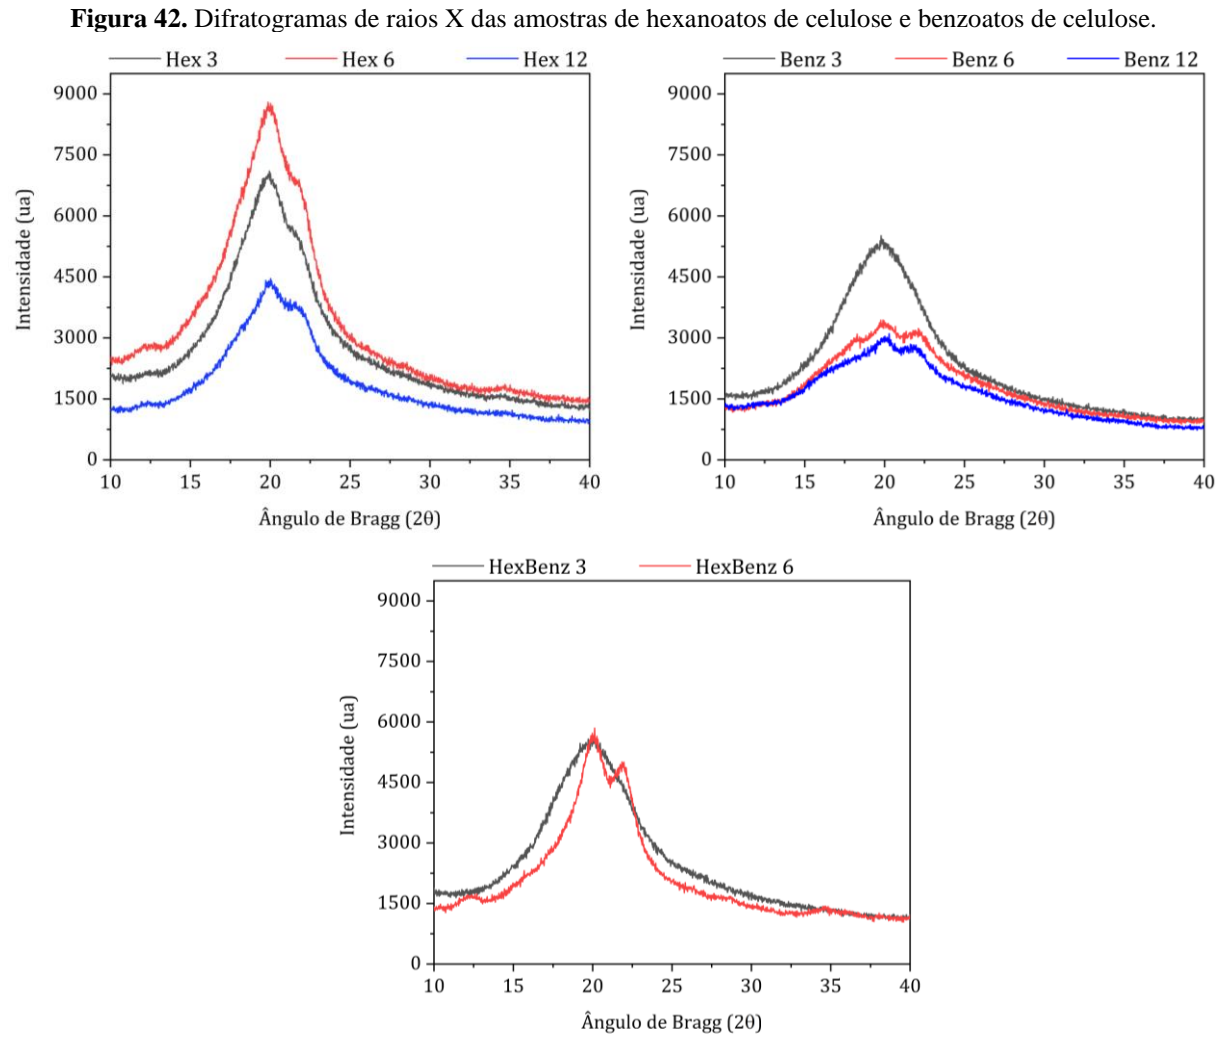 Figura 42. Difratogramas de raios X das amostras de hexanoatos de celulose e benzoatos de celulose.
Hex 3 Hex 6 Hex 12
9000
7500
6000
4500
3000
1500
0
Intensidade (ua)
10 15 20 25 30 35 40
Ângulo de Bragg (2θ)
Benz 3 Benz 6 Benz 12
9000
7500
6000
4500
3000
1500
0
Intensidade (ua)
10 15 20 25 30 35 40
Ângulo de Bragg (2θ)
HexBenz 3 HexBenz 6
9000
7500
6000
4500
3000
1500
0
Intensidade (ua)
10 15 20 25 30 35 40
Ângulo de Bragg (2θ)